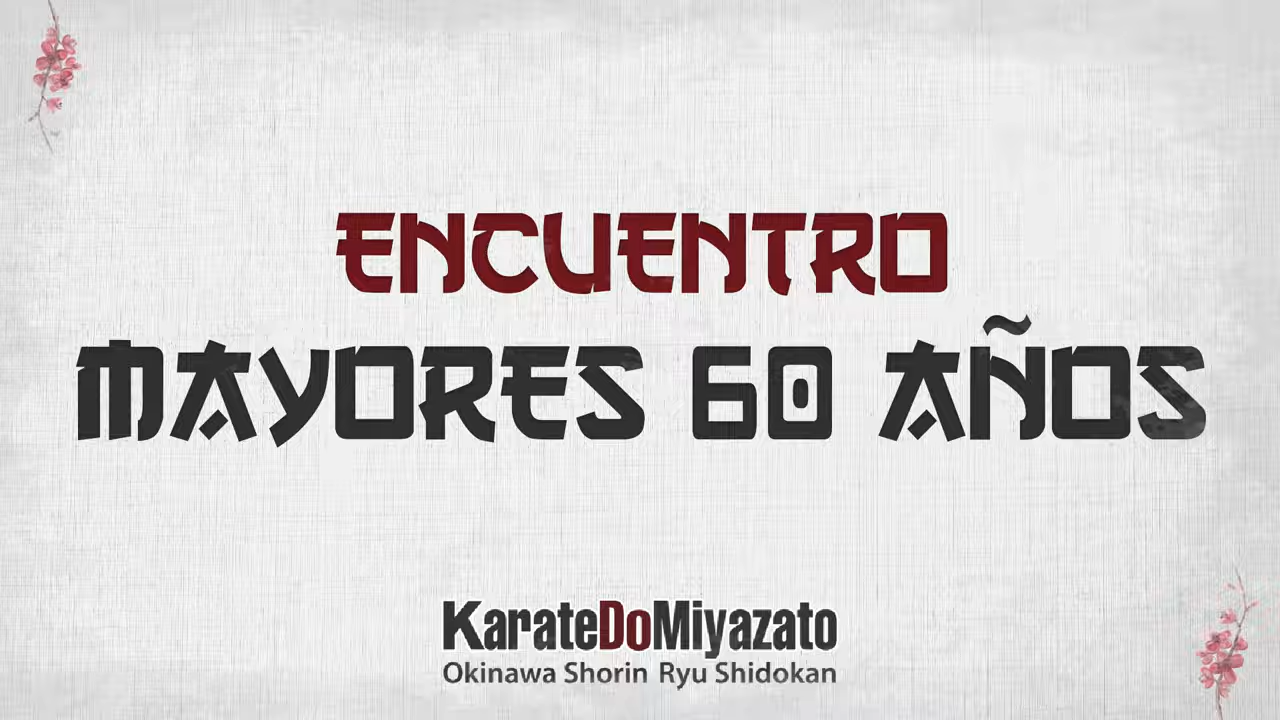 ENCUENTRO
MAYORES 60 AÑOS
KarateDoMiyazato
Okinawa Shorin Ryu Shidokan